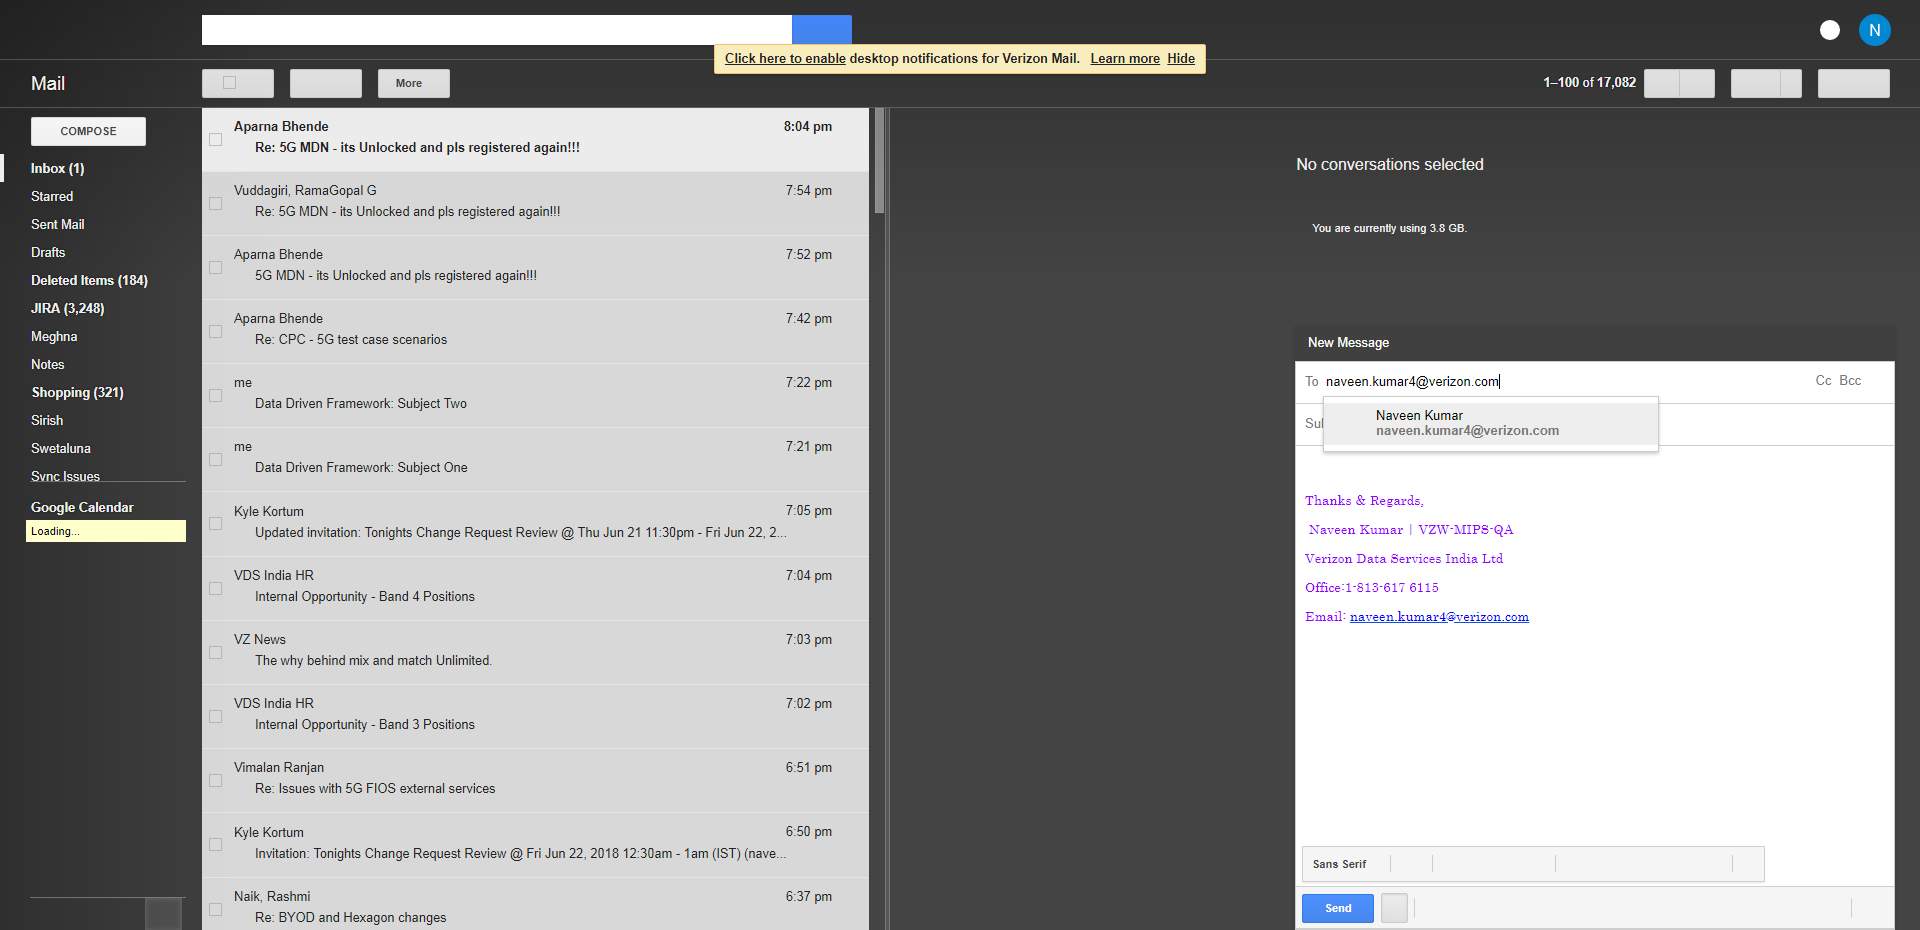 N
Click here to enable desktop notifications for Verizon Mail. Learn more Hide
Mail
More
1–100 of 17,082
COMPOSE
Inbox (1)
Starred
Sent Mail
Drafts
Deleted Items (184)
JIRA (3,248)
Meghna
Notes
Shopping (321)
Sirish
Swetaluna
Sync Issues
Google Calendar
Loading...
Aparna Bhende 8:04 pm
Re: 5G MDN - its Unlocked and pls registered again!!!
Vuddagiri, RamaGopal G 7:54 pm
Re: 5G MDN - its Unlocked and pls registered again!!!
Aparna Bhende 7:52 pm
5G MDN - its Unlocked and pls registered again!!!
Aparna Bhende 7:42 pm
Re: CPC - 5G test case scenarios
me 7:22 pm
Data Driven Framework: Subject Two
me 7:21 pm
Data Driven Framework: Subject One
Kyle Kortum 7:05 pm
Updated invitation: Tonights Change Request Review @ Thu Jun 21 11:30pm - Fri Jun 22, 2...
VDS India HR 7:04 pm
Internal Opportunity - Band 4 Positions
VZ News 7:03 pm
The why behind mix and match Unlimited.
VDS India HR 7:02 pm
Internal Opportunity - Band 3 Positions
Vimalan Ranjan 6:51 pm
Re: Issues with 5G FIOS external services
Kyle Kortum 6:50 pm
Invitation: Tonights Change Request Review @ Fri Jun 22, 2018 12:30am - 1am (IST) (nave...
Naik, Rashmi 6:37 pm
Re: BYOD and Hexagon changes
No conversations selected
You are currently using 3.8 GB.
New Message
To naveen.kumar4@verizon.com Cc Bcc
Naveen Kumar
naveen.kumar4@verizon.com
Thanks & Regards,
Naveen Kumar | VZW-MIPS-QA
Verizon Data Services India Ltd
Office:1-813-617 6115
Email: naveen.kumar4@verizon.com
Sans Serif
Send